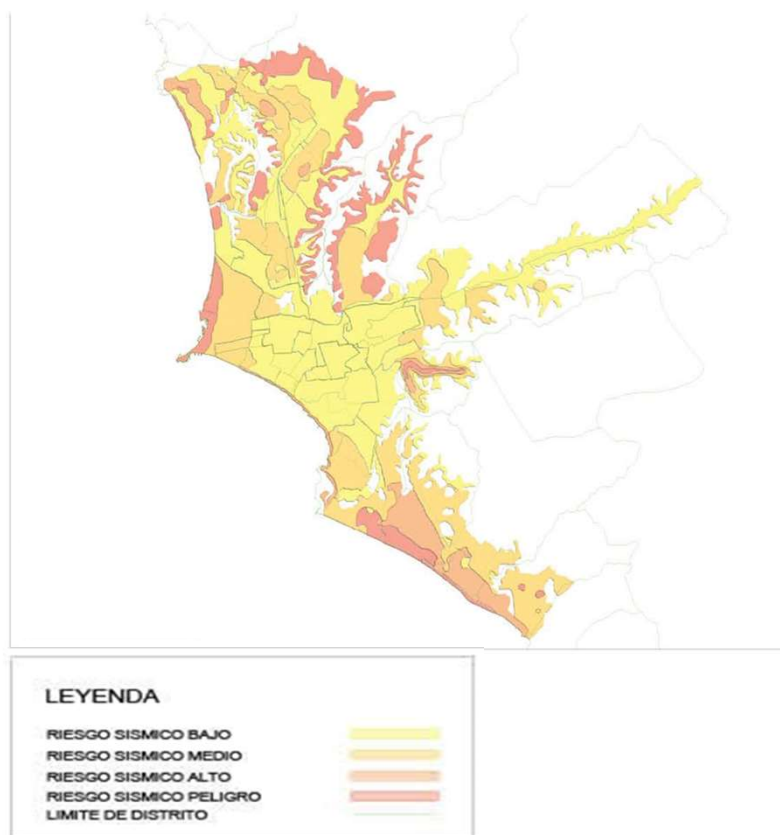 LEYENDA
RIESGO SISMICO BAJO
RIESGO SISMICO MEDIO
RIESGO SISMICO ALTO
RIESGO SISMICO PELIGRO
LIMITE DE DISTRITO